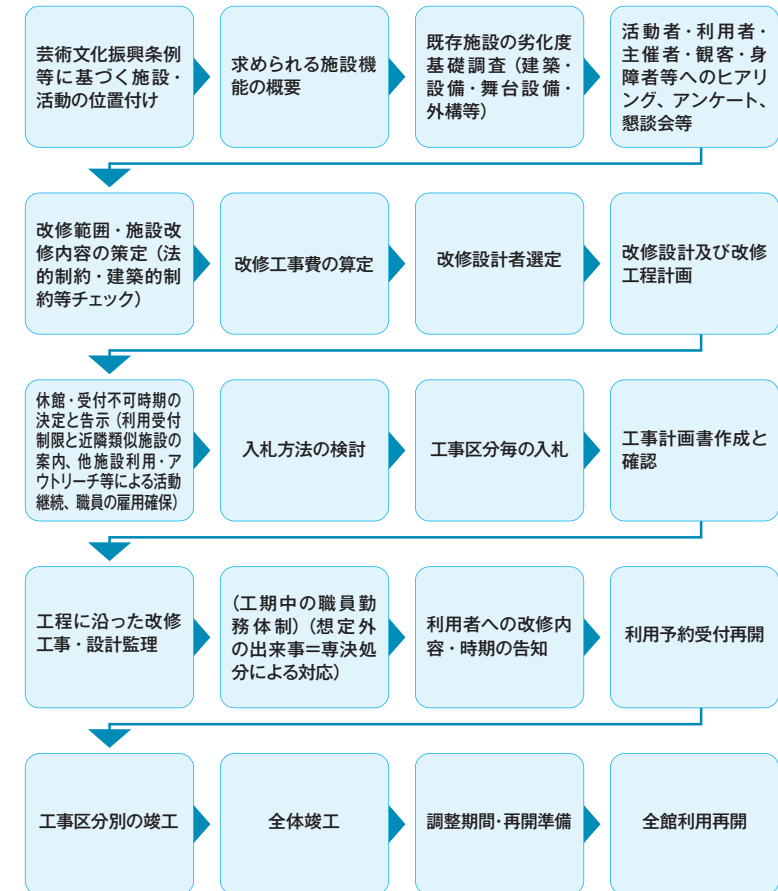 芸術文化振興条例
等に基づく施設・
活動の位置付け
求められる施設機
能の概要
既存施設の劣化度
基礎調査（建築・
設備・舞台設備・
外構等）
活動者・利用者・
主催者・観客・身
障者等へのヒアリ
ング、アンケート、
懇談会等
改修範囲・施設改
修内容の策定（法
的制約・建築的制
約等チェック）
改修工事費の算定
改修設計者選定
改修設計及び改修
工程計画
休館・受付不可時期の
決定と告示（利用受付
制限と近隣類似施設の
案内、他施設利用・ア
ウトリーチ等による活動
継続、職員の雇用確保）
入札方法の検討
工事区分毎の入札
工事計画書作成と
確認
工程に沿った改修
工事・設計監理
（工期中の職員勤
務体制）（想定外
の出来事＝専決処
分による対応）
利用者への改修内
容・時期の告知
利用予約受付再開
工事区分別の竣工
全体竣工
調整期間・再開準備
全館利用再開